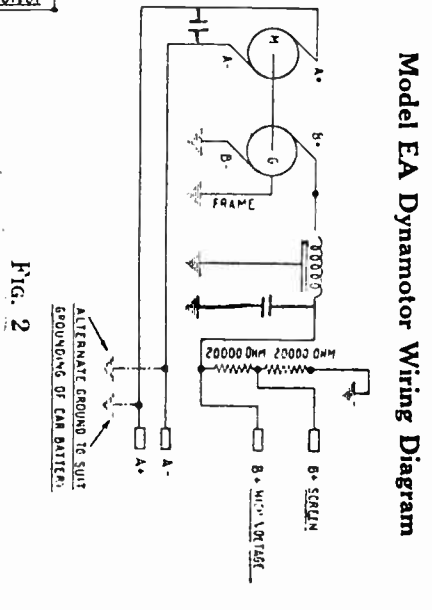 Model EA Dynamotor Wiring Diagram
M
A-
A+
B+
B-
G
FRAME
20000 OHM 20000 OHM
B+ SCREEN
B+ HIGH VOLTAGE
A-
A+
ALTERNATE GROUND TO SUIT
GROUNDING OF CAR BATTERY
FIG. 2